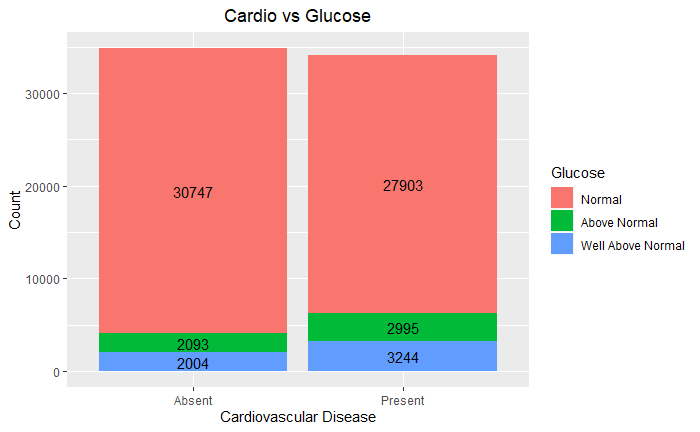 Cardio vs Glucose
Count
30000
20000
10000
0
30747
2093
2004
27903
2995
3244
Absent
Present
Cardiovascular Disease
Glucose
Normal
Above Normal
Well Above Normal